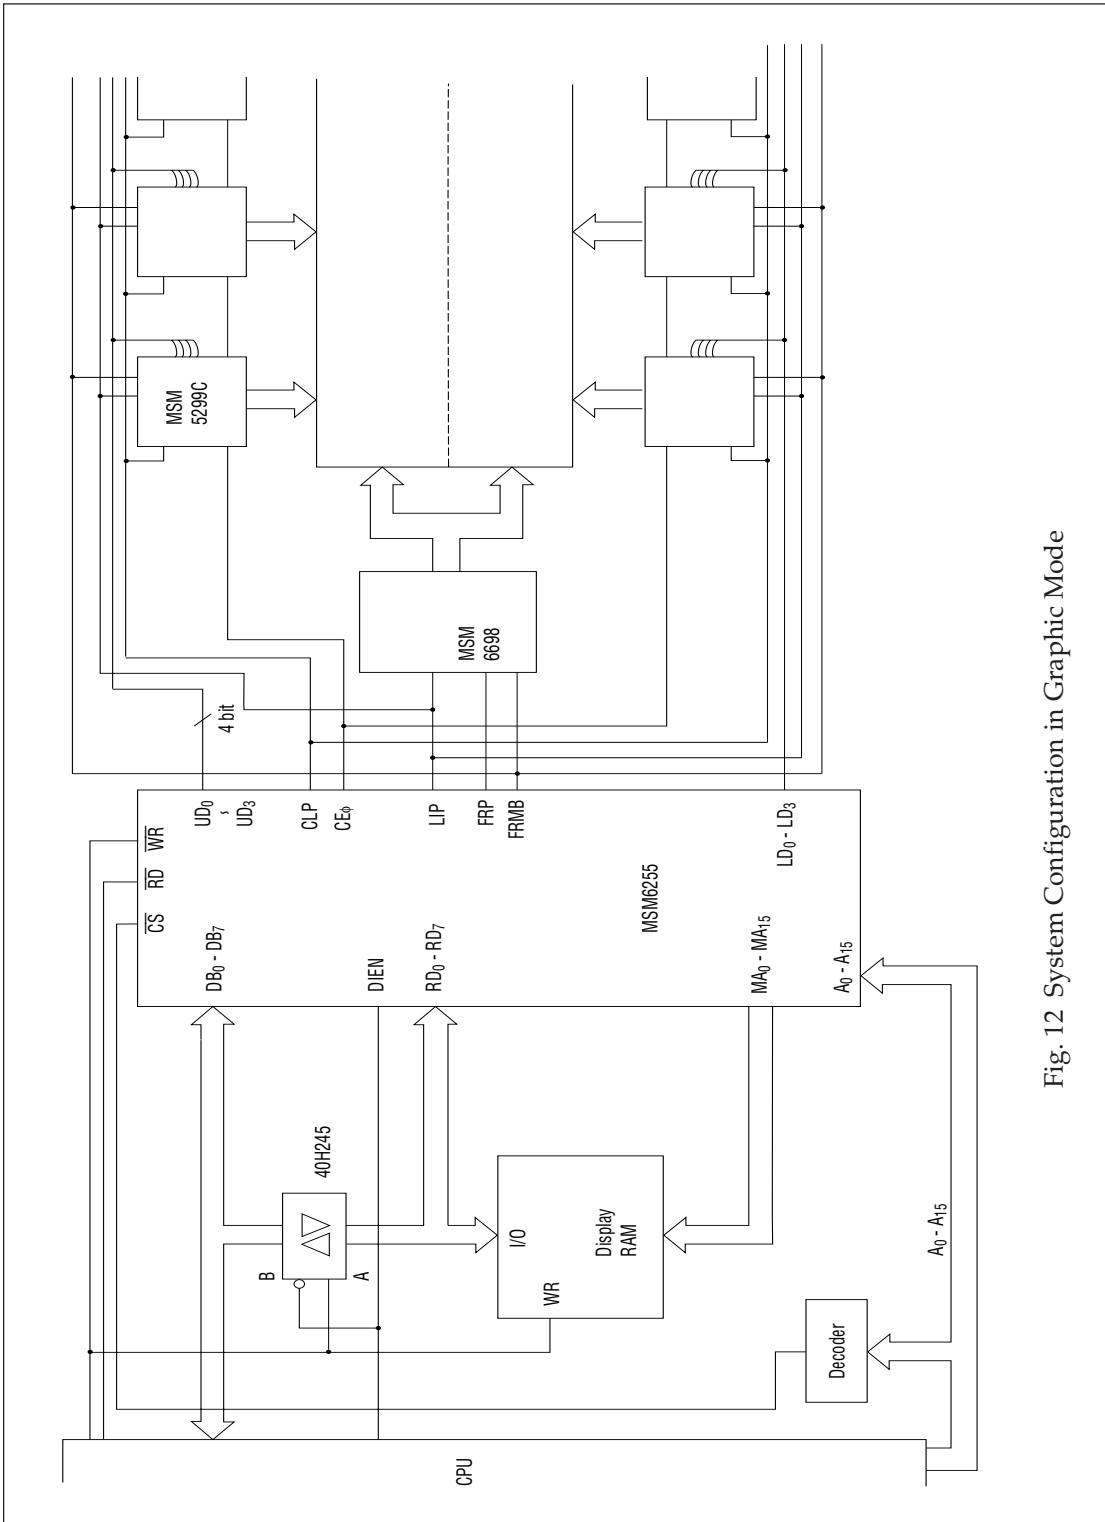 CPU
Decoder
A0 - A15
40H245
B
A
I/O
WR
Display
RAM
CS
RD
WR
DB0 - DB7
DIEN
RD0 - RD7
MSM6255
MA0 - MA15
A0 - A15
UD0
~
UD3
CLP
CEϕ
LIP
FRP
FRMB
LD0 - LD3
4 bit
MSM
6698
MSM
5299C
Fig. 12 System Configuration in Graphic Mode